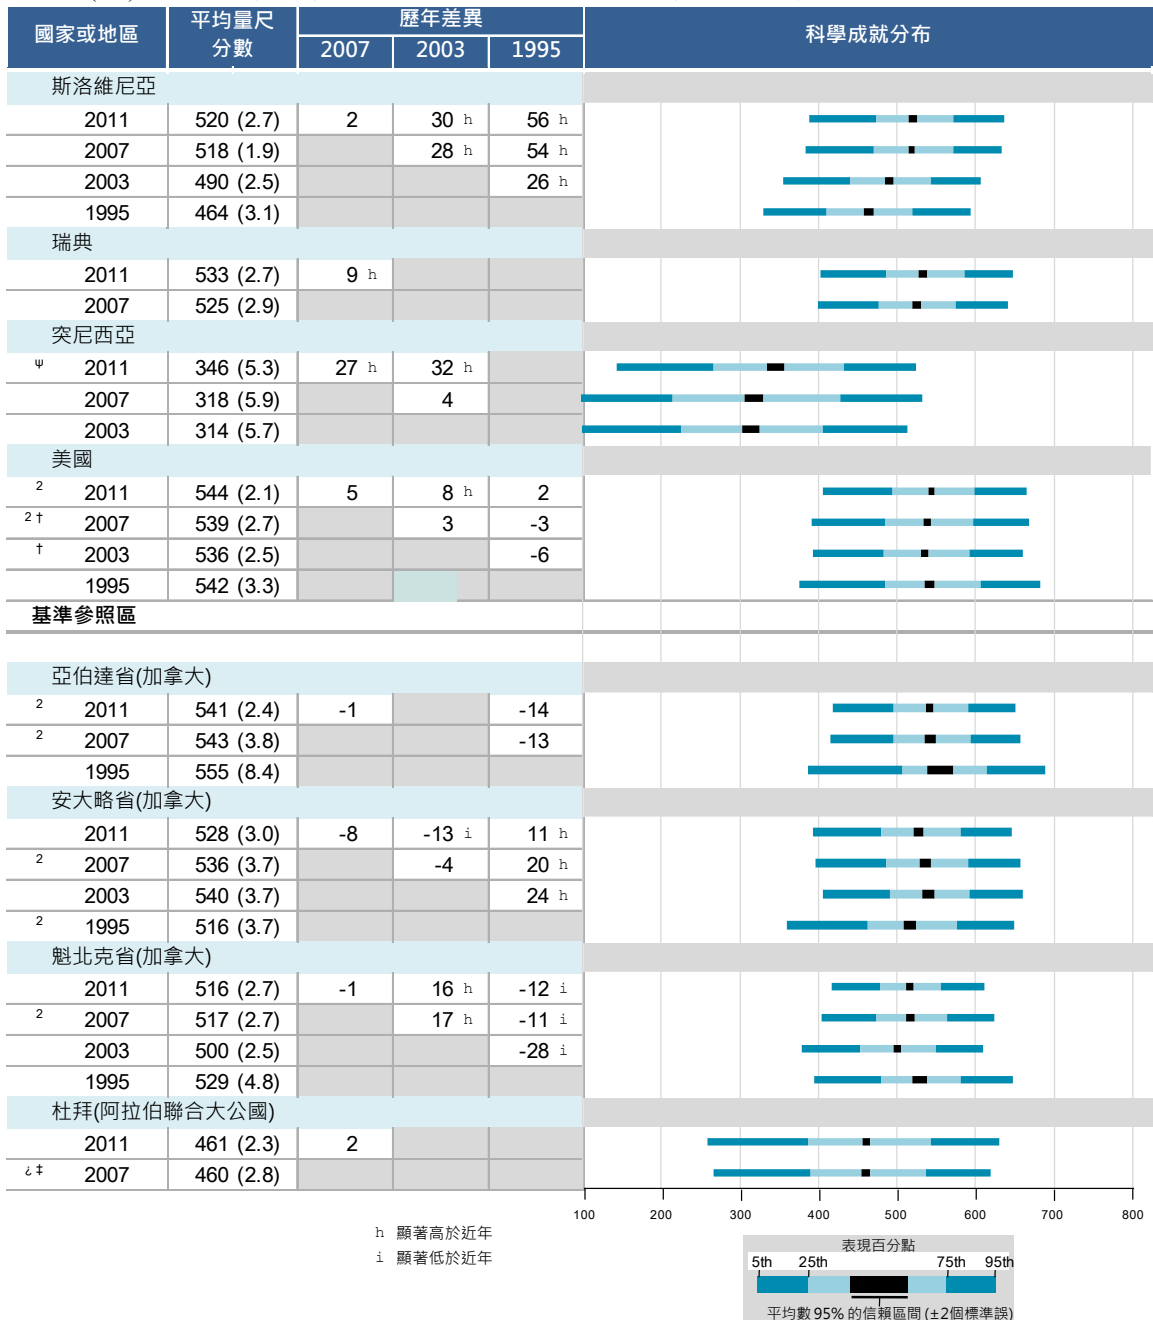 國家或地區 平均量尺分數 歷年差異 科學成就分布
2007 2003 1995
斯洛維尼亞
2011 520 (2.7) 2 30 h 56 h
2007 518 (1.9) 28 h 54 h
2003 490 (2.5) 26 h
1995 464 (3.1)
瑞典
2011 533 (2.7) 9 h
2007 525 (2.9)
突尼西亞
ψ 2011 346 (5.3) 27 h 32 h
2007 318 (5.9) 4
2003 314 (5.7)
美國
2 2011 544 (2.1) 5 8 h 2
2 † 2007 539 (2.7) 3 -3
† 2003 536 (2.5) -6
1995 542 (3.3)
基準參照區
亞伯達省(加拿大)
2 2011 541 (2.4) -1 -14
2 2007 543 (3.8) -13
1995 555 (8.4)
安大略省(加拿大)
2011 528 (3.0) -8 -13 i 11 h
2 2007 536 (3.7) -4 20 h
2003 540 (3.7) 24 h
2 1995 516 (3.7)
魁北克省(加拿大)
2011 516 (2.7) -1 16 h -12 i
2 2007 517 (2.7) 17 h -11 i
2003 500 (2.5) -28 i
1995 529 (4.8)
杜拜(阿拉伯聯合大公國)
2011 461 (2.3) 2
¿ ‡ 2007 460 (2.8)
100 200 300 400 500 600 700 800
h 顯著高於近年
i 顯著低於近年
表現百分點
5th 25th 75th 95th
平均數 95% 的信賴區間 (±2個標準誤)